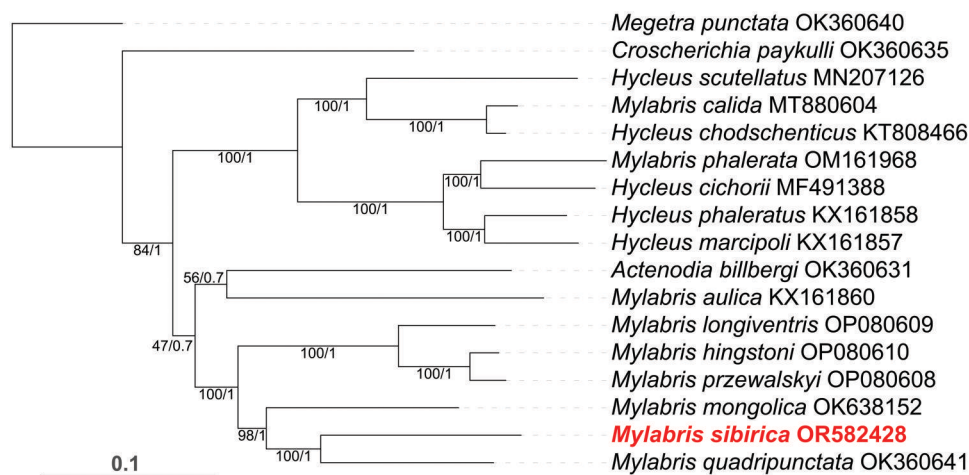 Megetra punctata OK360640
Croscherichia paykulli OK360635
Hycleus scutellatus MN207126
100/1
Mylabris calida MT880604
100/1
Hycleus chodschenticus KT808466
100/1
Mylabris phalerata OM161968
100/1
Hycleus cichorii MF491388
100/1
Hycleus phaleratus KX161858
100/1
Hycleus marcipoli KX161857
84/1
Actenodia billbergi OK360631
56/0.7
Mylabris aulica KX161860
Mylabris longiventris OP080609
47/0.7
100/1
Mylabris hingstoni OP080610
100/1
Mylabris przewalskyi OP080608
100/1
Mylabris mongolica OK638152
98/1
Mylabris sibirica OR582428
100/1
Mylabris quadripunctata OK360641
0.1